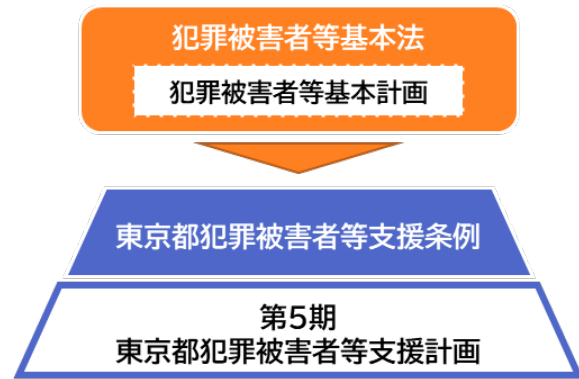 犯罪被害者等基本法
犯罪被害者等基本計画
東京都犯罪被害者等支援条例
第5期
東京都犯罪被害者等支援計画